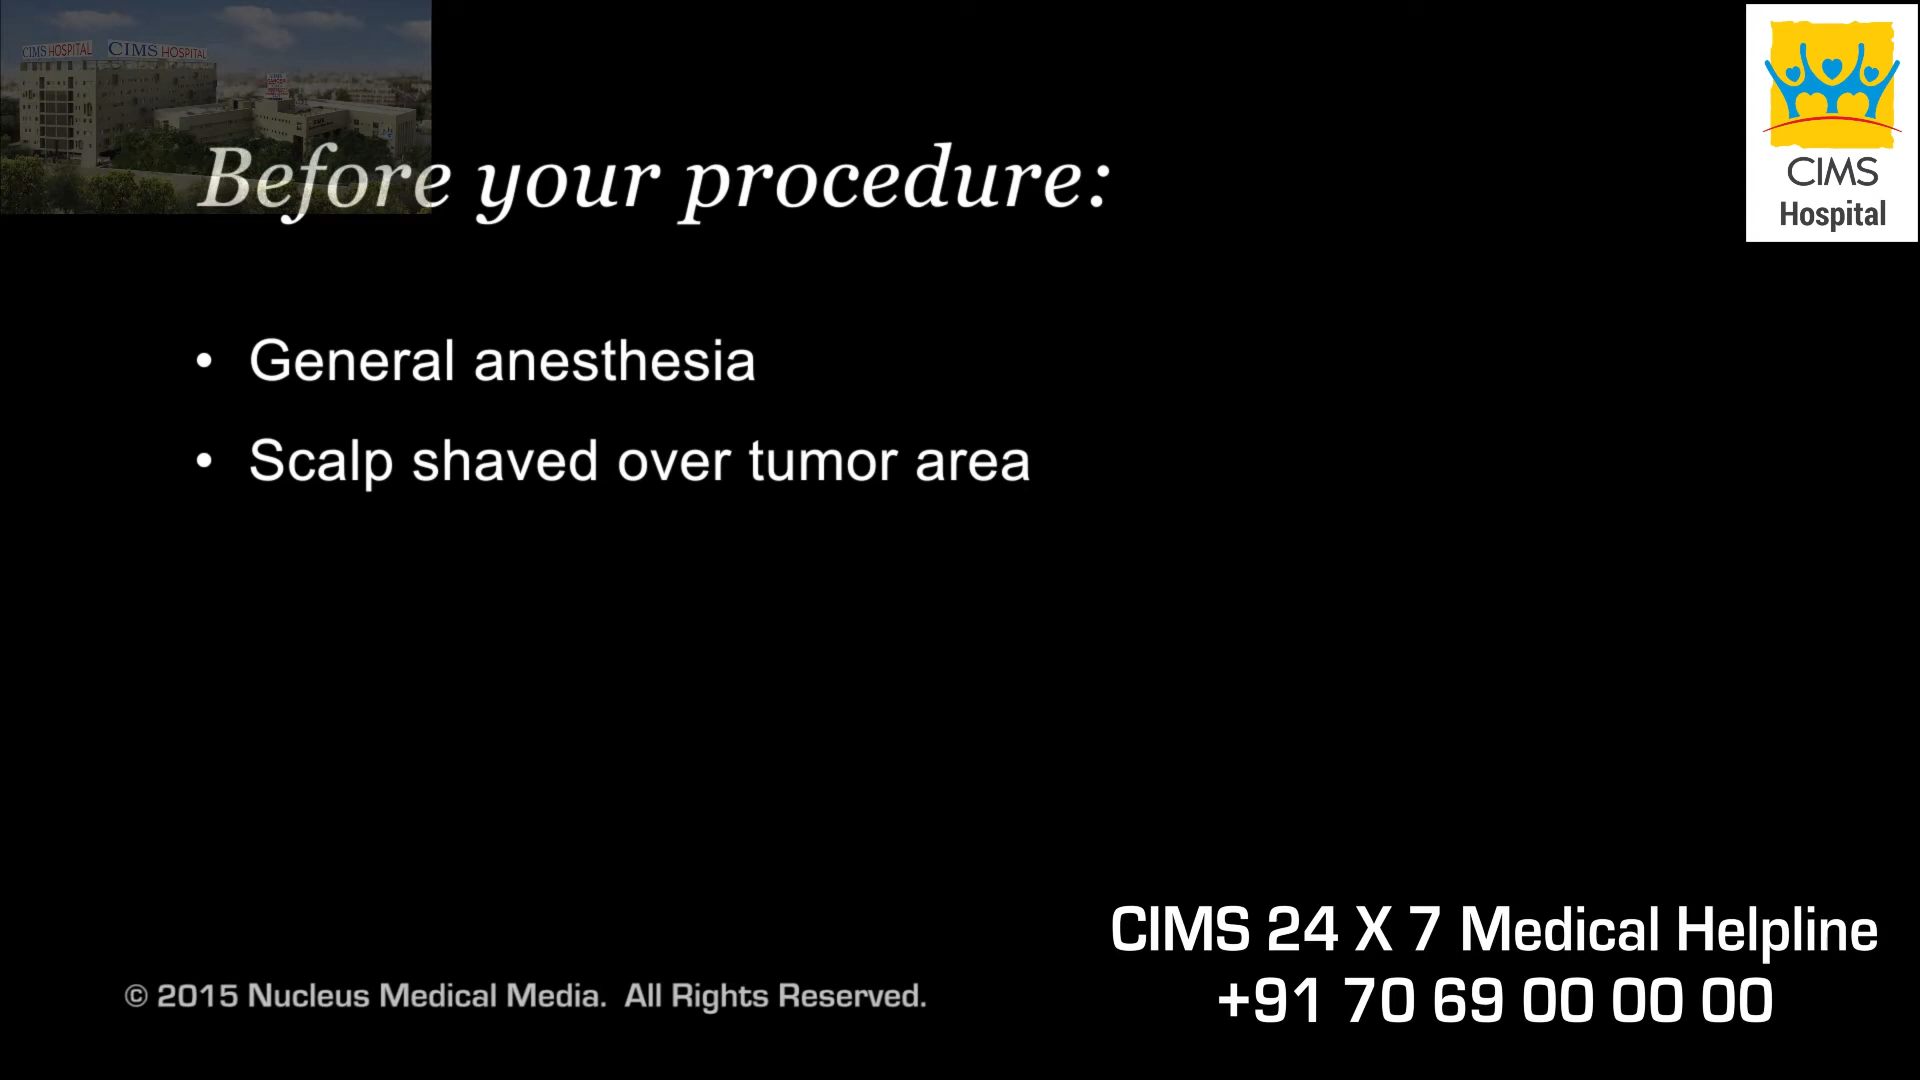 CIMS HOSPITAL CIMS HOSPITAL
CIMS
Hospital
Before your procedure:
• General anesthesia
• Scalp shaved over tumor area
CIMS 24 X 7 Medical Helpline
+91 70 69 00 00 00
© 2015 Nucleus Medical Media. All Rights Reserved.